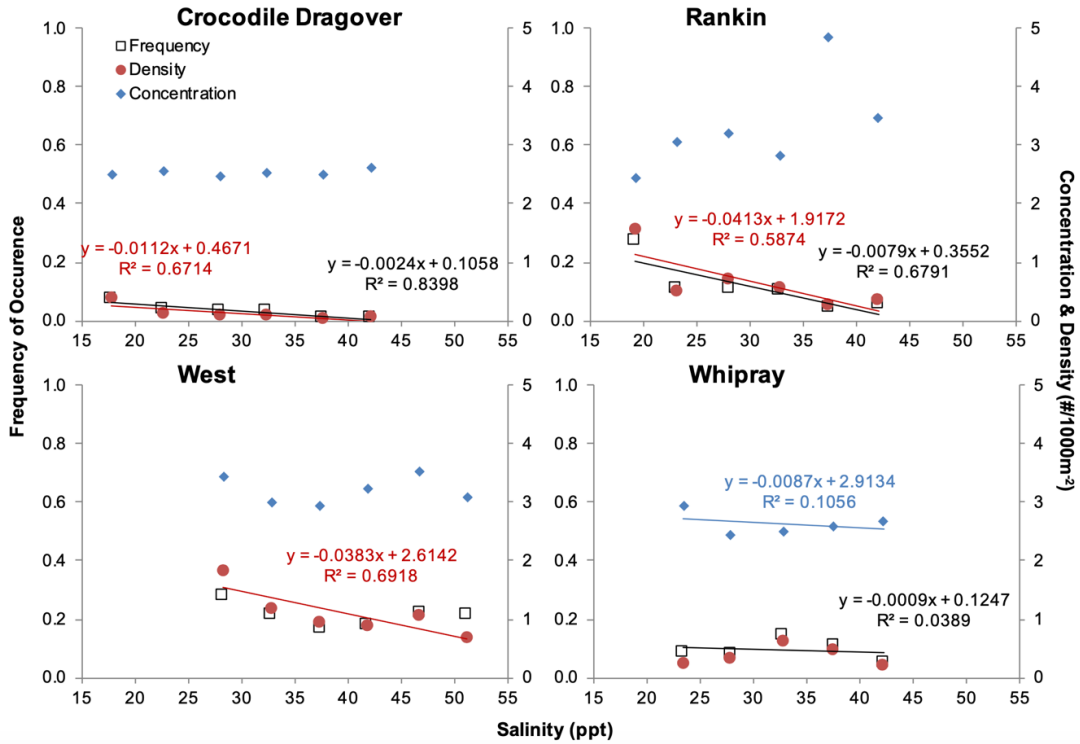 Crocodile Dragover
Rankin
1.0
0.8
0.6
0.4
0.2
0.0
5
4
3
2
1
0
Frequency
Density
Concentration
y = -0.0112x + 0.4671
R² = 0.6714
y = -0.0024x + 0.1058
R² = 0.8398
15 20 25 30 35 40 45 50 55
1.0
0.8
0.6
0.4
0.2
0.0
5
4
3
2
1
0
y = -0.0413x + 1.9172
R² = 0.5874
y = -0.0079x + 0.3552
R² = 0.6791
15 20 25 30 35 40 45 50 55
Frequency of Occurence
Concentration & Density (#/1000m⁻²)
West
Whipray
1.0
0.8
0.6
0.4
0.2
0.0
5
4
3
2
1
0
y = -0.0383x + 2.6142
R² = 0.6918
15 20 25 30 35 40 45 50 55
1.0
0.8
0.6
0.4
0.2
0.0
5
4
3
2
1
0
y = -0.0087x + 2.9134
R² = 0.1056
y = -0.0009x + 0.1247
R² = 0.0389
15 20 25 30 35 40 45 50 55
Salinity (ppt)